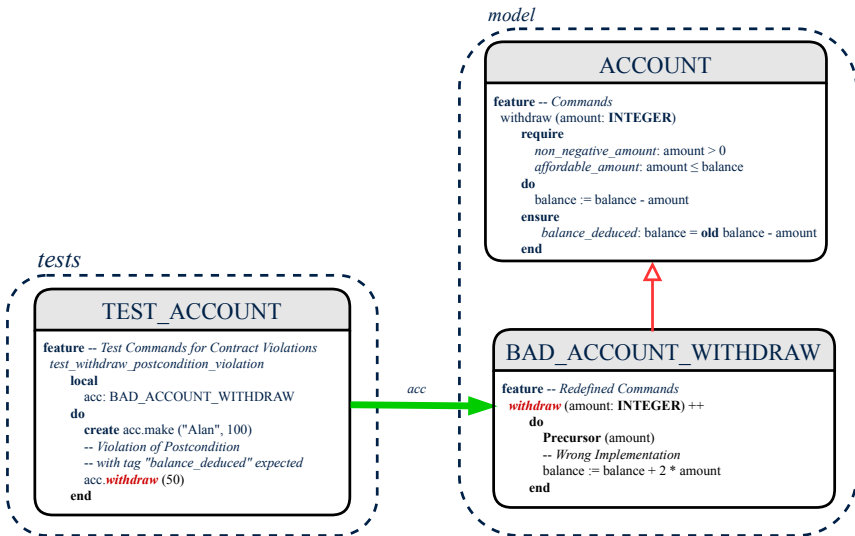 model
ACCOUNT
feature -- Commands
withdraw (amount: INTEGER)
require
non_negative_amount: amount > 0
affordable_amount: amount ≤ balance
do
balance := balance - amount
ensure
balance_deduced: balance = old balance - amount
end
tests
TEST_ACCOUNT
feature -- Test Commands for Contract Violations
test_withdraw_postcondition_violation
local
acc: BAD_ACCOUNT_WITHDRAW
do
create acc.make ("Alan", 100)
-- Violation of Postcondition
-- with tag "balance_deduced" expected
acc.withdraw (50)
end
acc
BAD_ACCOUNT_WITHDRAW
feature -- Redefined Commands
withdraw (amount: INTEGER) ++
do
Precursor (amount)
-- Wrong Implementation
balance := balance + 2 * amount
end